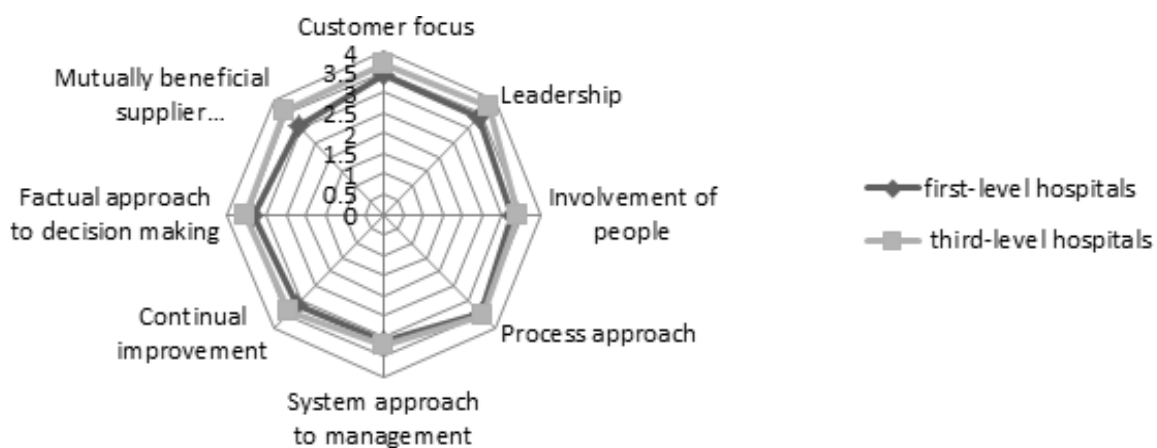 Customer focus
4
3.5
3
2.5
2
1.5
1
0.5
0
Leadership
Involvement of
people
Process approach
System approach
to management
Continual
improvement
Factual approach
to decision making
Mutually beneficial
supplier...
first-level hospitals
third-level hospitals